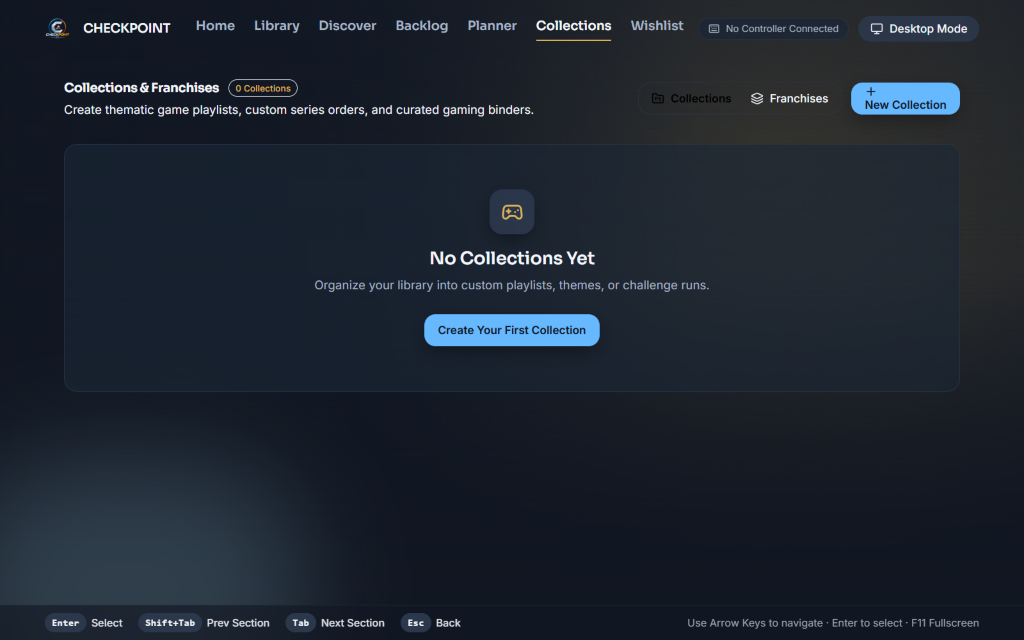 CHECKPOINT
CHECKPOINT Home Library Discover Backlog Planner Collections Wishlist No Controller Connected Desktop Mode
Collections & Franchises 0 Collections
Create thematic game playlists, custom series orders, and curated gaming binders.
Collections Franchises
+
New Collection
No Collections Yet
Organize your library into custom playlists, themes, or challenge runs.
Create Your First Collection
Enter Select Shift+Tab Prev Section Tab Next Section Esc Back
Use Arrow Keys to navigate · Enter to select · F11 Fullscreen